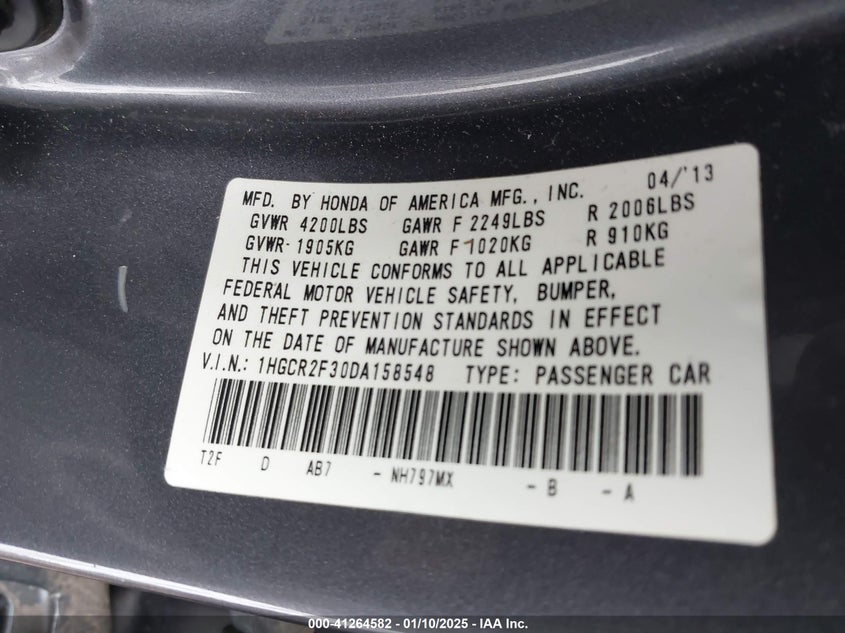 MFD. BY HONDA OF AMERICA MFG., INC. 04/'13
GVWR 4200LBS GAWR F 2249LBS R 2006LBS
GVWR 1905KG GAWR F 1020KG R 910KG
THIS VEHICLE CONFORMS TO ALL APPLICABLE
FEDERAL MOTOR VEHICLE SAFETY, BUMPER,
AND THEFT PREVENTION STANDARDS IN EFFECT
ON THE DATE OF MANUFACTURE SHOWN ABOVE.
V.I.N.: 1HGCR2F30DA158548 TYPE: PASSENGER CAR
T2F D AB7 - NH797MX - B - A
000-41264582 - 01/10/2025 - IAA Inc.